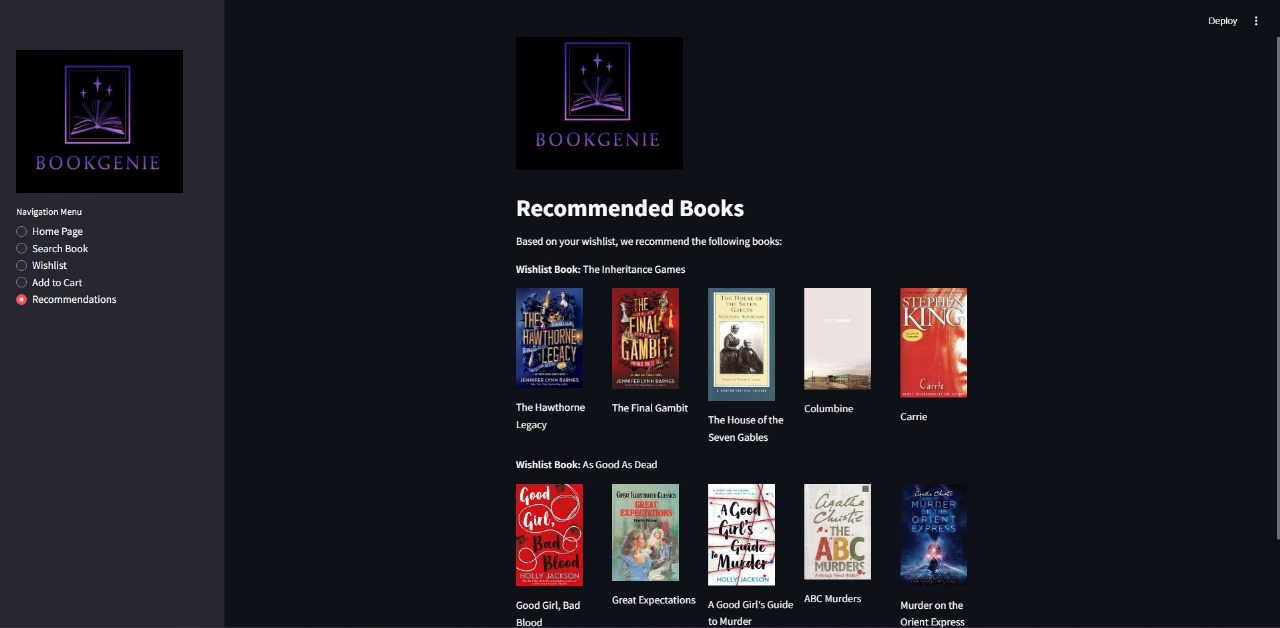 Deploy
BOOKGENIE
Navigation Menu
Home Page
Search Book
Wishlist
Add to Cart
Recommendations
BOOKGENIE
Recommended Books
Based on your wishlist, we recommend the following books:
Wishlist Book: The Inheritance Games
THE
HAWTHORNE
LEGACY
JENNIFER LYNN BARNES
THE
FINAL
GAMBIT
JENNIFER LYNN BARNES
THE HOUSE OF
THE SEVEN
GABLES
STEPHEN
KING
Carrie
The Hawthorne
Legacy
The Final Gambit
The House of the
Seven Gables
Columbine
Carrie
Wishlist Book: As Good As Dead
Good
Girl,
Bad
Blood
HOLLY JACKSON
GREAT ILLUSTRATED CLASSICS
GREAT
EXPECTATIONS
A Good
Girl's
Guide
to
Murder
HOLLY JACKSON
Agatha
Christie
THE
ABC
MURDERS
Agatha Christie
MURDER
ON THE
ORIENT
EXPRESS
Good Girl, Bad
Blood
Great Expectations
A Good Girl's Guide
to Murder
ABC Murders
Murder on the
Orient Express